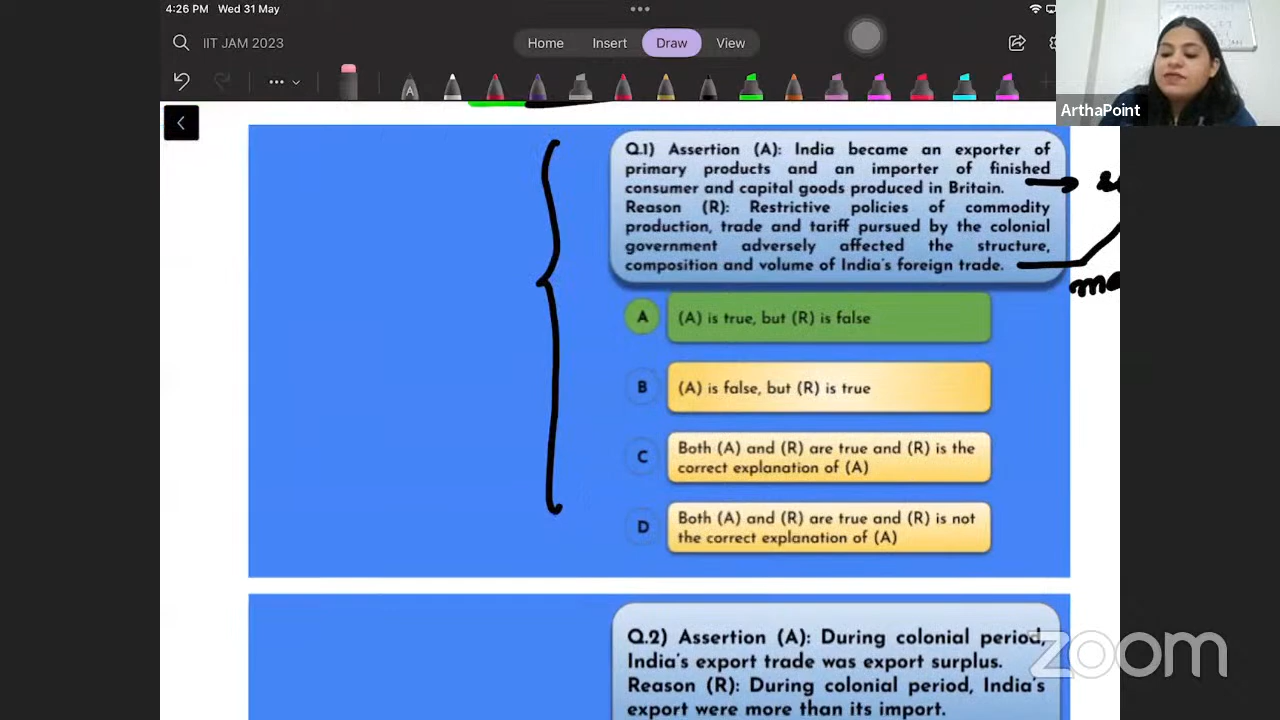 4:26 PM Wed 31 May
IIT JAM 2023
Home Insert Draw View
A
ArthaPoint
Q.1) Assertion (A): India became an exporter of
primary products and an importer of finished
consumer and capital goods produced in Britain.
Reason (R): Restrictive policies of commodity
production, trade and tariff pursued by the colonial
government adversely affected the structure,
composition and volume of India's foreign trade.
A (A) is true, but (R) is false
B (A) is false, but (R) is true
C Both (A) and (R) are true and (R) is the
correct explanation of (A)
D Both (A) and (R) are true and (R) is not
the correct explanation of (A)
Q.2) Assertion (A): During colonial period,
India's export trade was export surplus.
Reason (R): During colonial period, India's
export were more than its import.
zoom